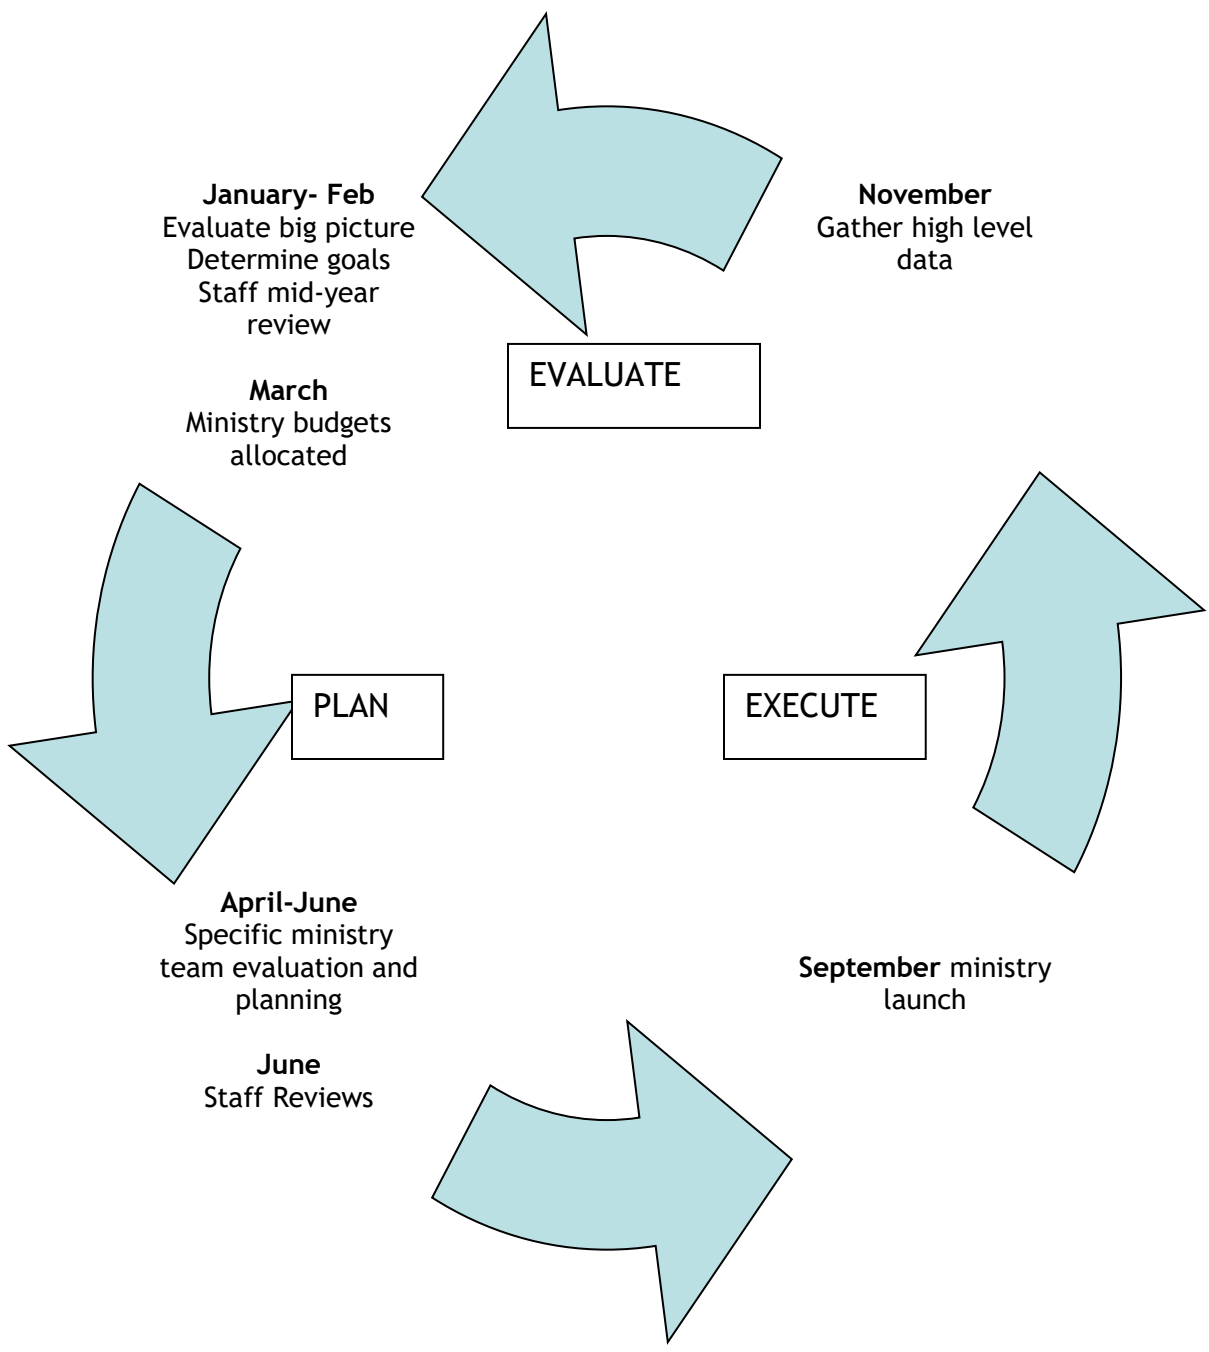 January- Feb
Evaluate big picture
Determine goals
Staff mid-year
review
March
Ministry budgets
allocated
November
Gather high level
data
EVALUATE
PLAN
EXECUTE
April-June
Specific ministry
team evaluation and
planning
June
Staff Reviews
September ministry
launch